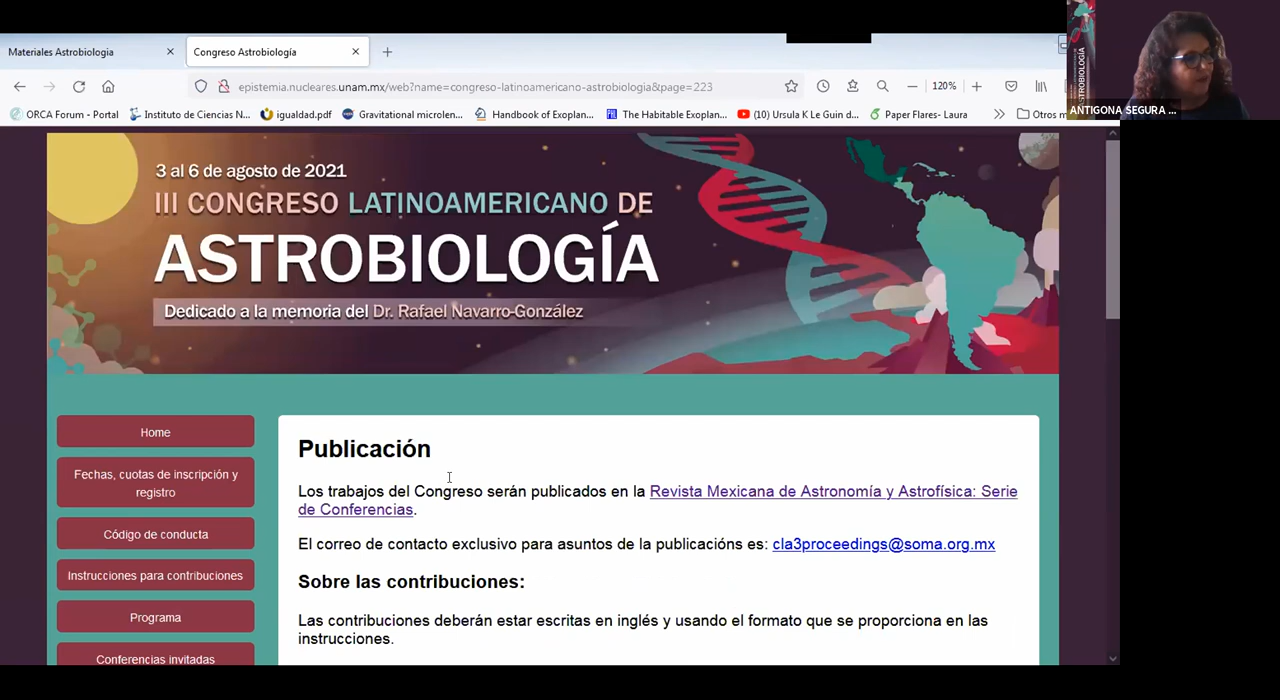 Materiales Astrobiologia
Congreso Astrobiología
epistemia.nucleares.unam.mx/web?name=congreso-latinoamericano-astrobiologia&page=223
120%
ORCA Forum - Portal
Instituto de Ciencias N...
igualdad.pdf
Gravitational microlen...
Handbook of Exoplan...
The Habitable Exoplan...
(10) Ursula K Le Guin d...
Paper Flares- Laura
Otros m
ASTROBIOLOGÍA
ANTIGONA SEGURA ...
3 al 6 de agosto de 2021
III CONGRESO LATINOAMERICANO DE
ASTROBIOLOGÍA
Dedicado a la memoria del Dr. Rafael Navarro-González
Home
Fechas, cuotas de inscripción y
registro
Código de conducta
Instrucciones para contribuciones
Programa
Conferencias invitadas
Publicación
Los trabajos del Congreso serán publicados en la Revista Mexicana de Astronomía y Astrofísica: Serie
de Conferencias.
El correo de contacto exclusivo para asuntos de la publicacións es: cla3proceedings@soma.org.mx
Sobre las contribuciones:
Las contribuciones deberán estar escritas en inglés y usando el formato que se proporciona en las
instrucciones.